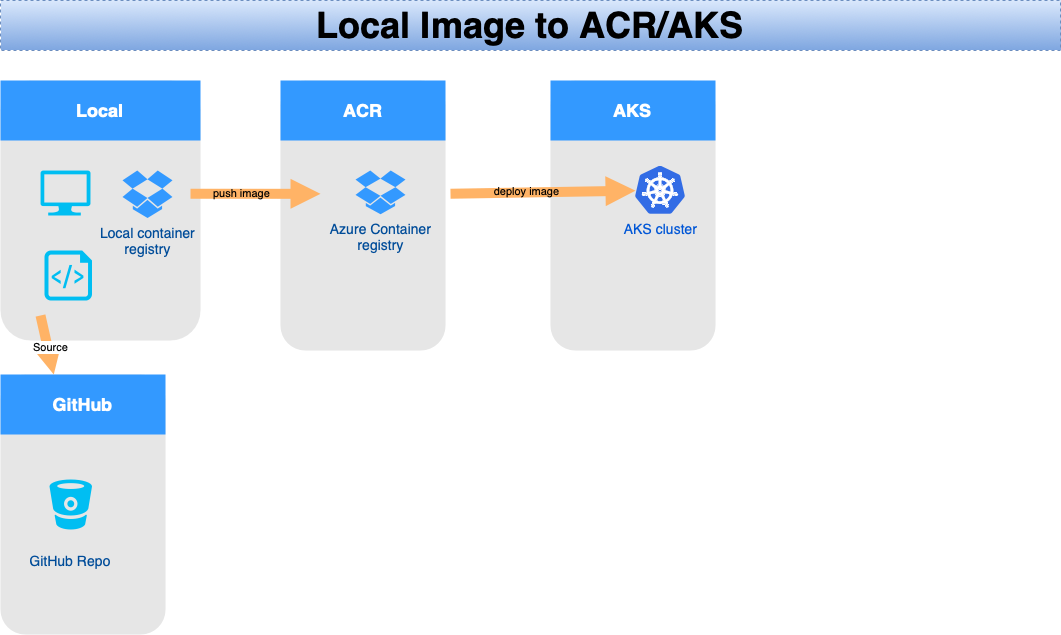 Local Image to ACR/AKS
Local
ACR
AKS
push image
deploy image
Local container
registry
Azure Container
registry
AKS cluster
</>
Source
GitHub
GitHub Repo